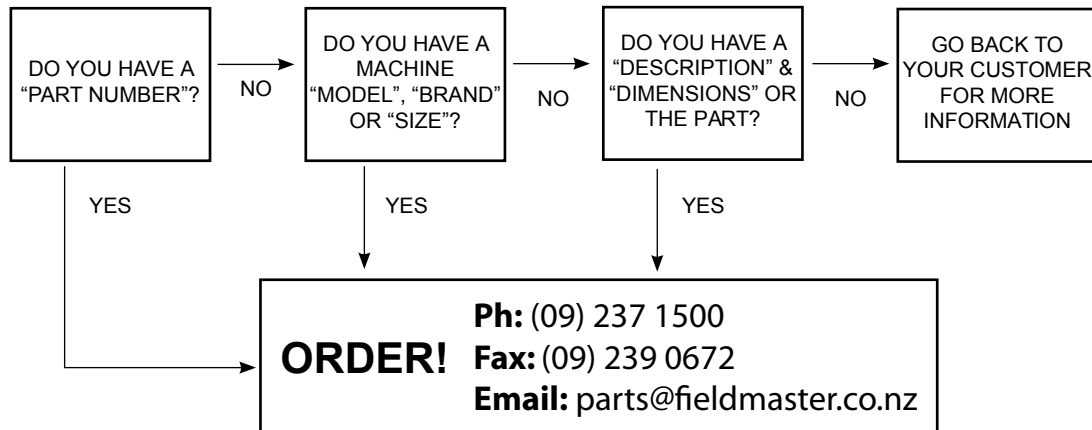 DO YOU HAVE A
“PART NUMBER”?
NO
YES
DO YOU HAVE A
MACHINE
“MODEL”, “BRAND”
OR “SIZE”?
NO
YES
DO YOU HAVE A
“DESCRIPTION” &
“DIMENSIONS” OR
THE PART?
NO
YES
GO BACK TO
YOUR CUSTOMER
FOR MORE
INFORMATION
ORDER!
Ph: (09) 237 1500
Fax: (09) 239 0672
Email: parts@fieldmaster.co.nz